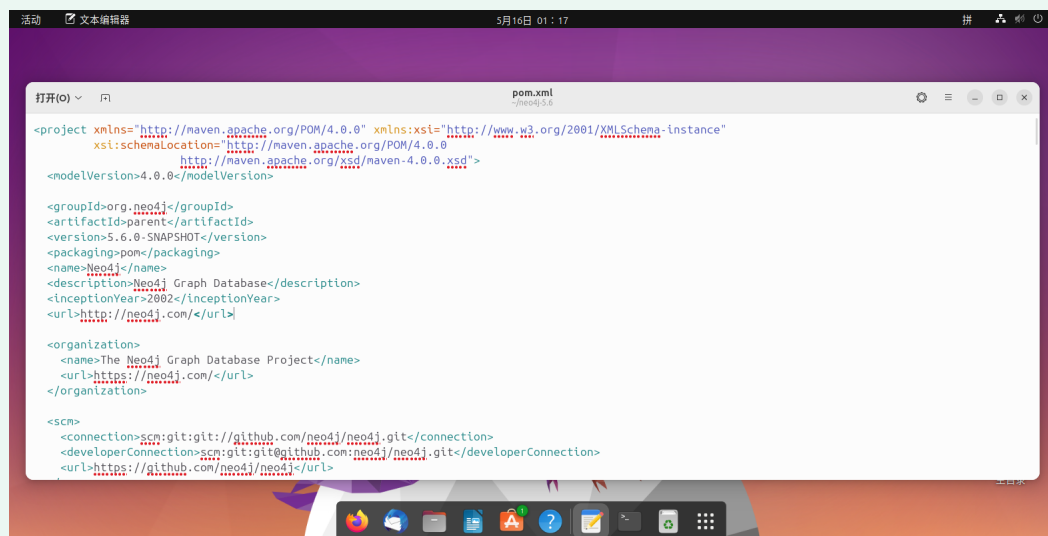 活动 文本编辑器 5月16日 01：17 拼
打开(O) pom.xml
~/neo4j-5.6
<project xmlns="http://maven.apache.org/POM/4.0.0" xmlns:xsi="http://www.w3.org/2001/XMLSchema-instance"
xsi:schemaLocation="http://maven.apache.org/POM/4.0.0
http://maven.apache.org/xsd/maven-4.0.0.xsd">
<modelVersion>4.0.0</modelVersion>
<groupId>org.neo4j</groupId>
<artifactId>parent</artifactId>
<version>5.6.0-SNAPSHOT</version>
<packaging>pom</packaging>
<name>Neo4j</name>
<description>Neo4j Graph Database</description>
<inceptionYear>2002</inceptionYear>
<url>http://neo4j.com/</url>
<organization>
<name>The Neo4j Graph Database Project</name>
<url>https://neo4j.com/</url>
</organization>
<scm>
<connection>scm:git:git://github.com/neo4j/neo4j.git</connection>
<developerConnection>scm:git:git@github.com:neo4j/neo4j.git</developerConnection>
<url>https://github.com/neo4j/neo4j</url>
主目录
1